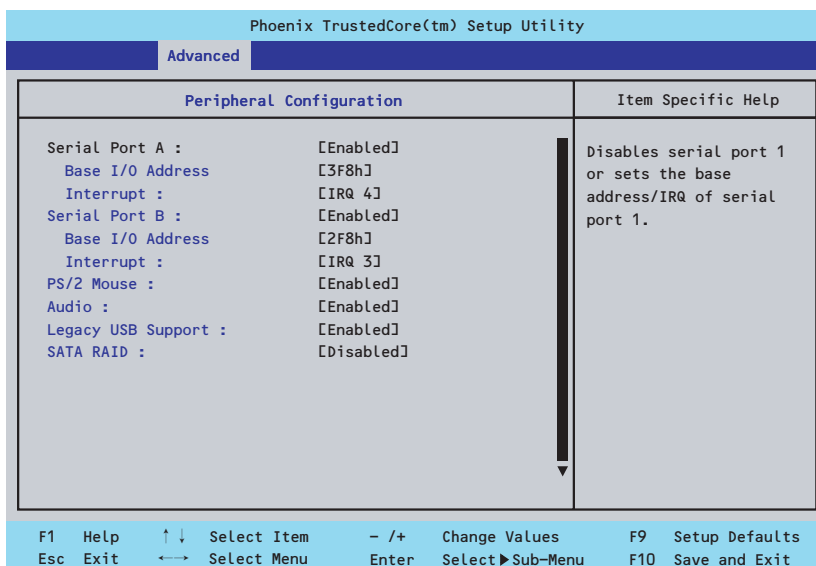 Phoenix TrustedCore(tm) Setup Utility
Advanced
Peripheral Configuration
Item Specific Help
Serial Port A : [Enabled]
Base I/O Address [3F8h]
Interrupt : [IRQ 4]
Serial Port B : [Enabled]
Base I/O Address [2F8h]
Interrupt : [IRQ 3]
PS/2 Mouse : [Enabled]
Audio : [Enabled]
Legacy USB Support : [Enabled]
SATA RAID : [Disabled]
Disables serial port 1
or sets the base
address/IRQ of serial
port 1.
F1 Help ↑↓ Select Item – /+ Change Values F9 Setup Defaults
Esc Exit ←→ Select Menu Enter Select▶Sub-Menu F10 Save and Exit